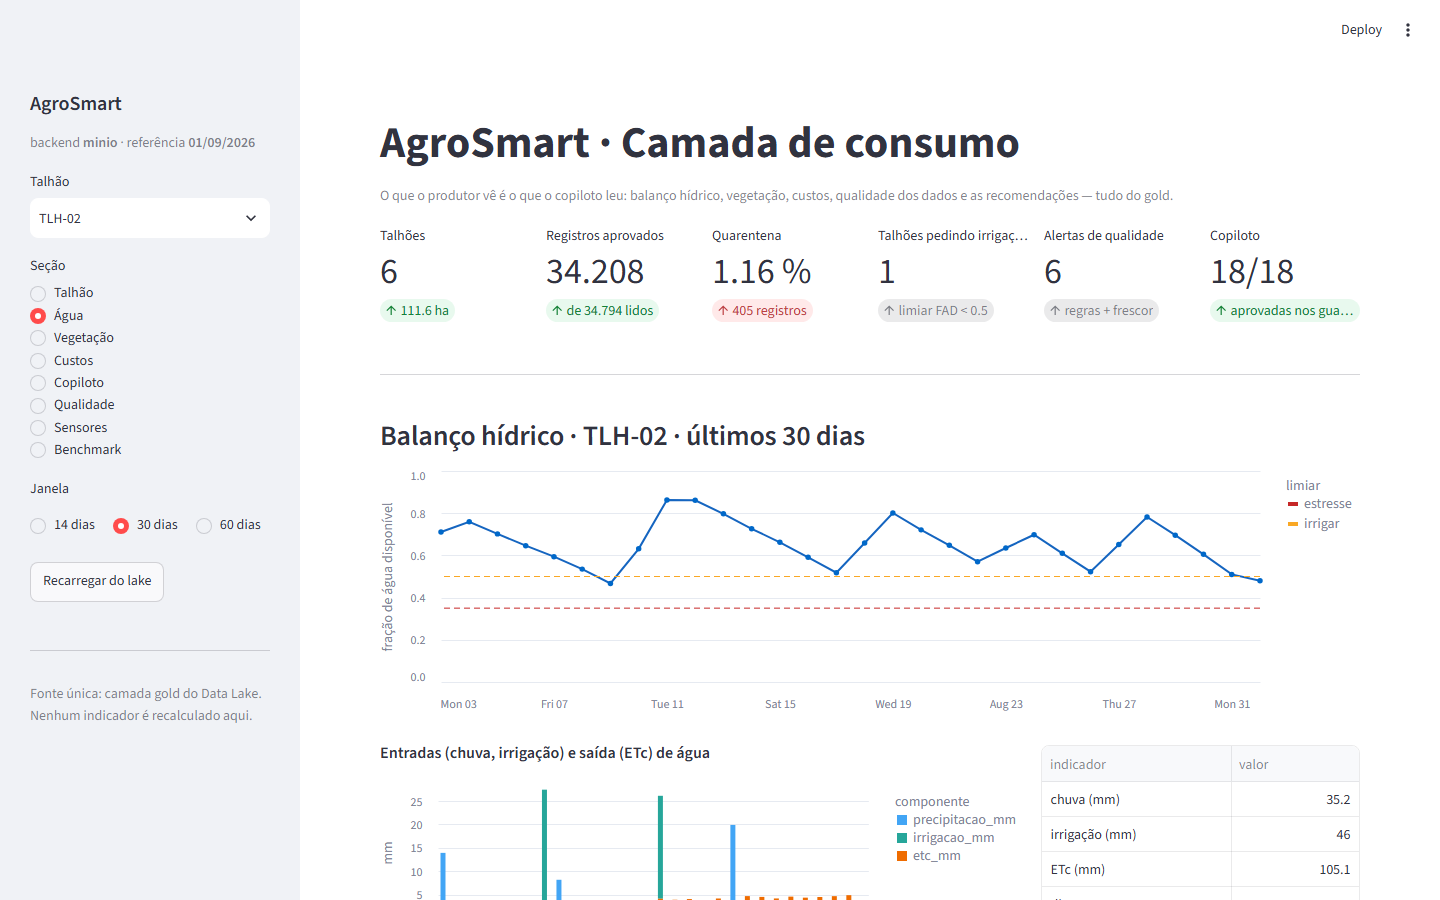 Deploy
AgroSmart
backend minio · referência 01/09/2026
Talhão
TLH-02
Seção
Talhão
Água
Vegetação
Custos
Copiloto
Qualidade
Sensores
Benchmark
Janela
14 dias
30 dias
60 dias
Recarregar do lake
Fonte única: camada gold do Data Lake.
Nenhum indicador é recalculado aqui.
AgroSmart · Camada de consumo
O que o produtor vê é o que o copiloto leu: balanço hídrico, vegetação, custos, qualidade dos dados e as recomendações — tudo do gold.
Talhões
6
↑ 111.6 ha
Registros aprovados
34.208
↑ de 34.794 lidos
Quarentena
1.16 %
↑ 405 registros
Talhões pedindo irrigaç…
1
↑ limiar FAD < 0.5
Alertas de qualidade
6
↑ regras + frescor
Copiloto
18/18
↑ aprovadas nos gua…
Balanço hídrico · TLH-02 · últimos 30 dias
fração de água disponível
1.0
0.8
0.6
0.4
0.2
0.0
Mon 03
Fri 07
Tue 11
Sat 15
Wed 19
Aug 23
Thu 27
Mon 31
limiar
estresse
irrigar
Entradas (chuva, irrigação) e saída (ETc) de água
mm
25
20
15
10
5
componente
precipitacao_mm
irrigacao_mm
etc_mm
indicador valor
chuva (mm) 35.2
irrigação (mm) 46
ETc (mm) 105.1